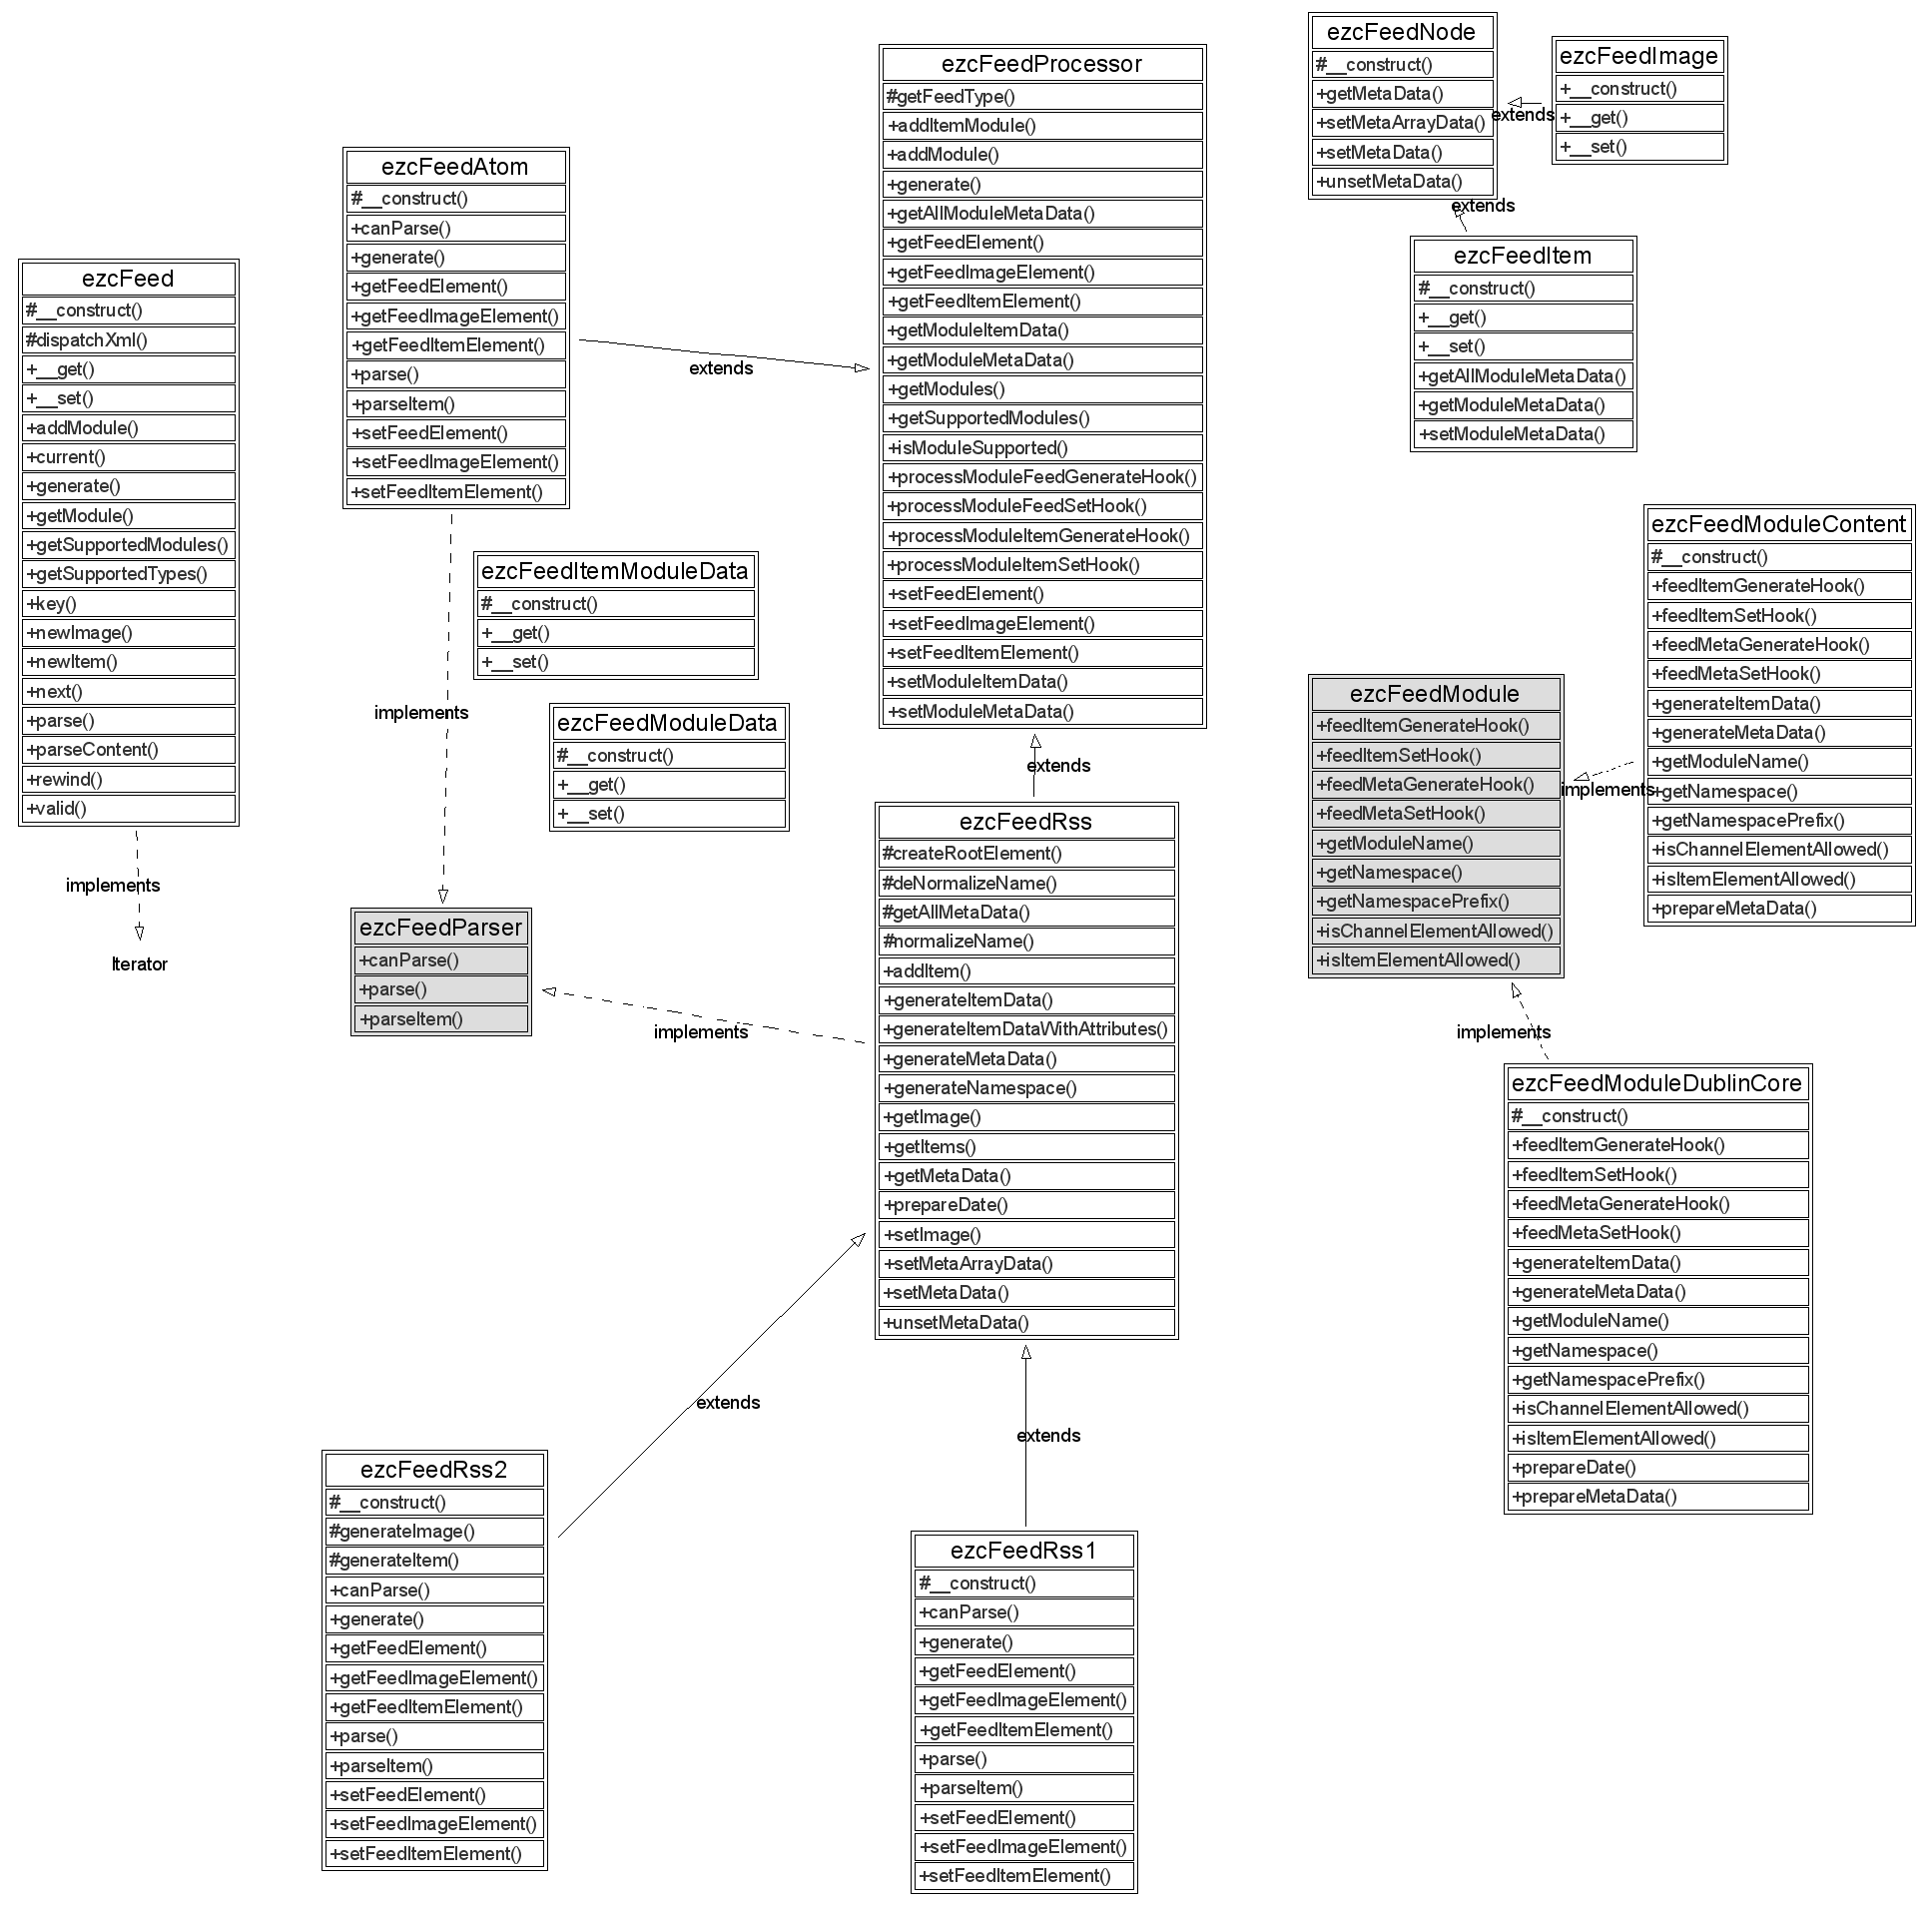 ezcFeed
#__construct()
#dispatchXml()
+__get()
+__set()
+addModule()
+current()
+generate()
+getModule()
+getSupportedModules()
+getSupportedTypes()
+key()
+newImage()
+newItem()
+next()
+parse()
+parseContent()
+rewind()
+valid()
implements
Iterator
ezcFeedAtom
#__construct()
+canParse()
+generate()
+getFeedElement()
+getFeedImageElement()
+getFeedItemElement()
+parse()
+parseItem()
+setFeedElement()
+setFeedImageElement()
+setFeedItemElement()
extends
implements
ezcFeedItemModuleData
#__construct()
+__get()
+__set()
ezcFeedModuleData
#__construct()
+__get()
+__set()
ezcFeedParser
+canParse()
+parse()
+parseItem()
implements
ezcFeedProcessor
#getFeedType()
+addItemModule()
+addModule()
+generate()
+getAllModuleMetaData()
+getFeedElement()
+getFeedImageElement()
+getFeedItemElement()
+getModuleItemData()
+getModuleMetaData()
+getModules()
+getSupportedModules()
+isModuleSupported()
+processModuleFeedGenerateHook()
+processModuleFeedSetHook()
+processModuleItemGenerateHook()
+processModuleItemSetHook()
+setFeedElement()
+setFeedImageElement()
+setFeedItemElement()
+setModuleItemData()
+setModuleMetaData()
extends
ezcFeedRss
#createRootElement()
#deNormalizeName()
#getAllMetaData()
#normalizeName()
+addItem()
+generateItemData()
+generateItemDataWithAttributes()
+generateMetaData()
+generateNamespace()
+getImage()
+getItems()
+getMetaData()
+prepareDate()
+setImage()
+setMetaArrayData()
+setMetaData()
+unsetMetaData()
extends
extends
ezcFeedRss2
#__construct()
#generateImage()
#generateItem()
+canParse()
+generate()
+getFeedElement()
+getFeedImageElement()
+getFeedItemElement()
+parse()
+parseItem()
+setFeedElement()
+setFeedImageElement()
+setFeedItemElement()
ezcFeedRss1
#__construct()
+canParse()
+generate()
+getFeedElement()
+getFeedImageElement()
+getFeedItemElement()
+parse()
+parseItem()
+setFeedElement()
+setFeedImageElement()
+setFeedItemElement()
ezcFeedNode
#__construct()
+getMetaData()
+setMetaArrayData()
+setMetaData()
+unsetMetaData()
extends
ezcFeedImage
+__construct()
+__get()
+__set()
extends
ezcFeedItem
#__construct()
+__get()
+__set()
+getAllModuleMetaData()
+getModuleMetaData()
+setModuleMetaData()
ezcFeedModuleContent
#__construct()
+feedItemGenerateHook()
+feedItemSetHook()
+feedMetaGenerateHook()
+feedMetaSetHook()
+generateItemData()
+generateMetaData()
+getModuleName()
+getNamespace()
+getNamespacePrefix()
+isChannelElementAllowed()
+isItemElementAllowed()
+prepareMetaData()
implements
ezcFeedModule
+feedItemGenerateHook()
+feedItemSetHook()
+feedMetaGenerateHook()
+feedMetaSetHook()
+getModuleName()
+getNamespace()
+getNamespacePrefix()
+isChannelElementAllowed()
+isItemElementAllowed()
implements
ezcFeedModuleDublinCore
#__construct()
+feedItemGenerateHook()
+feedItemSetHook()
+feedMetaGenerateHook()
+feedMetaSetHook()
+generateItemData()
+generateMetaData()
+getModuleName()
+getNamespace()
+getNamespacePrefix()
+isChannelElementAllowed()
+isItemElementAllowed()
+prepareDate()
+prepareMetaData()